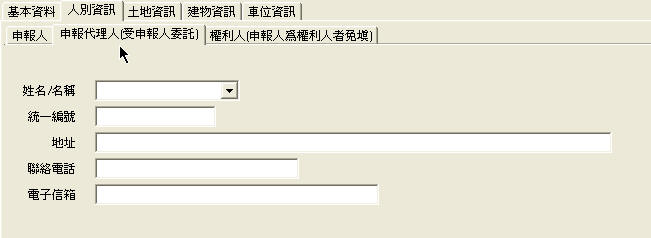 基本資料 人別資訊 土地資訊 建物資訊 車位資訊
申報人 申報代理人(受申報人委託) 權利人(申報人爲權利人者免填)
姓名/名稱
統一編號
地址
聯絡電話
電子信箱